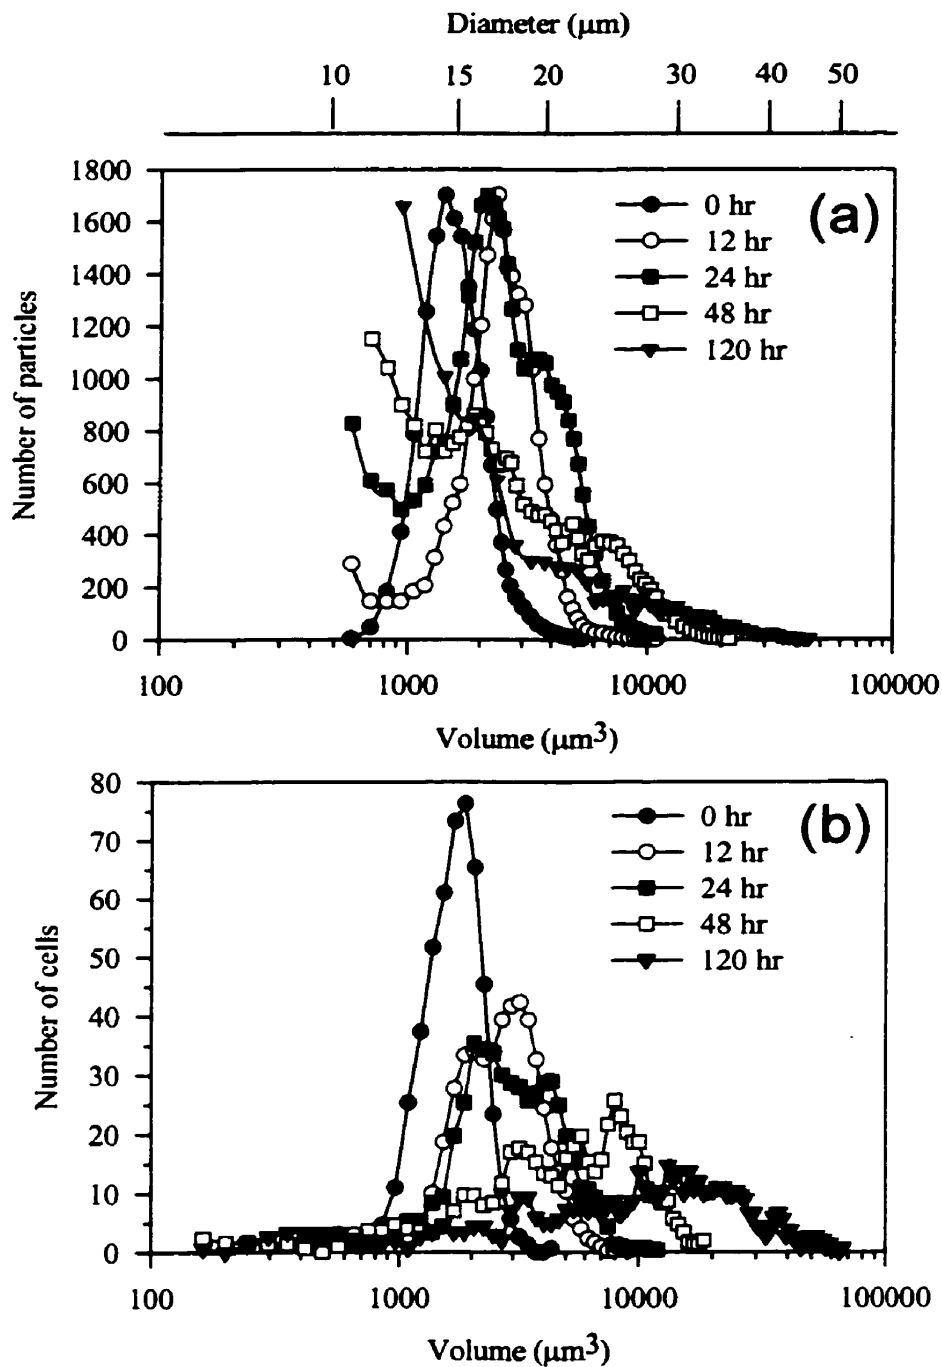 Diameter (μm)
10 15 20 30 40 50
1800
1600
1400
1200
1000
800
600
400
200
0
Number of particles
(a)
0 hr
12 hr
24 hr
48 hr
120 hr
100 1000 10000 100000
Volume (μm³)
80
70
60
50
40
30
20
10
0
Number of cells
(b)
0 hr
12 hr
24 hr
48 hr
120 hr
100 1000 10000 100000
Volume (μm³)